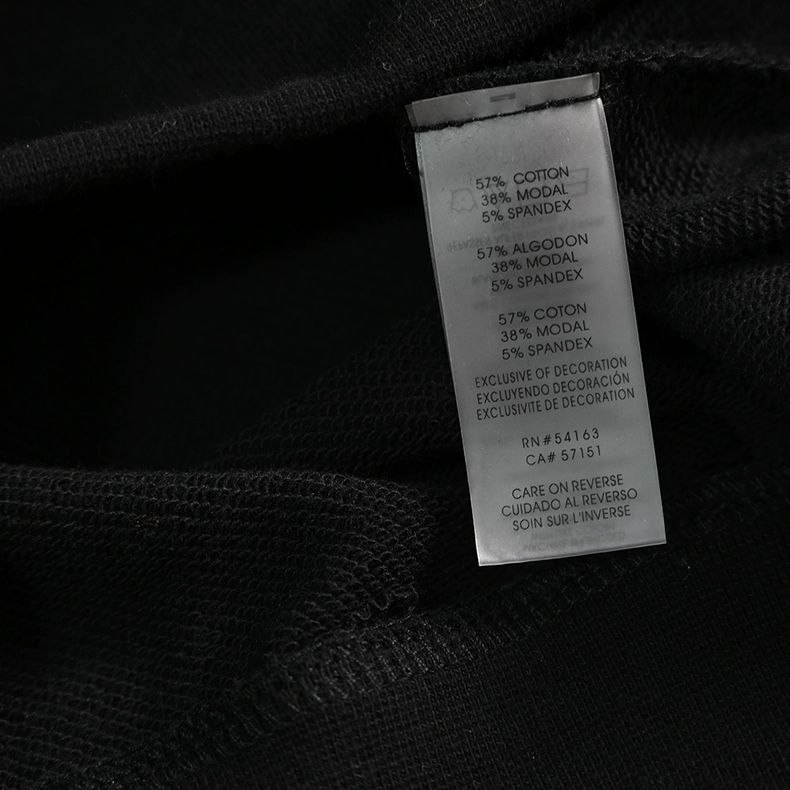 57% COTTON
38% MODAL
5% SPANDEX
57% ALGODON
38% MODAL
5% SPANDEX
57% COTON
38% MODAL
5% SPANDEX
EXCLUSIVE OF DECORATION
EXCLUYENDO DECORACIÓN
EXCLUSIVITE DE DECORATION
RN#54163
CA# 57151
CARE ON REVERSE
CUIDADO AL REVERSO
SOIN SUR L'INVERSE